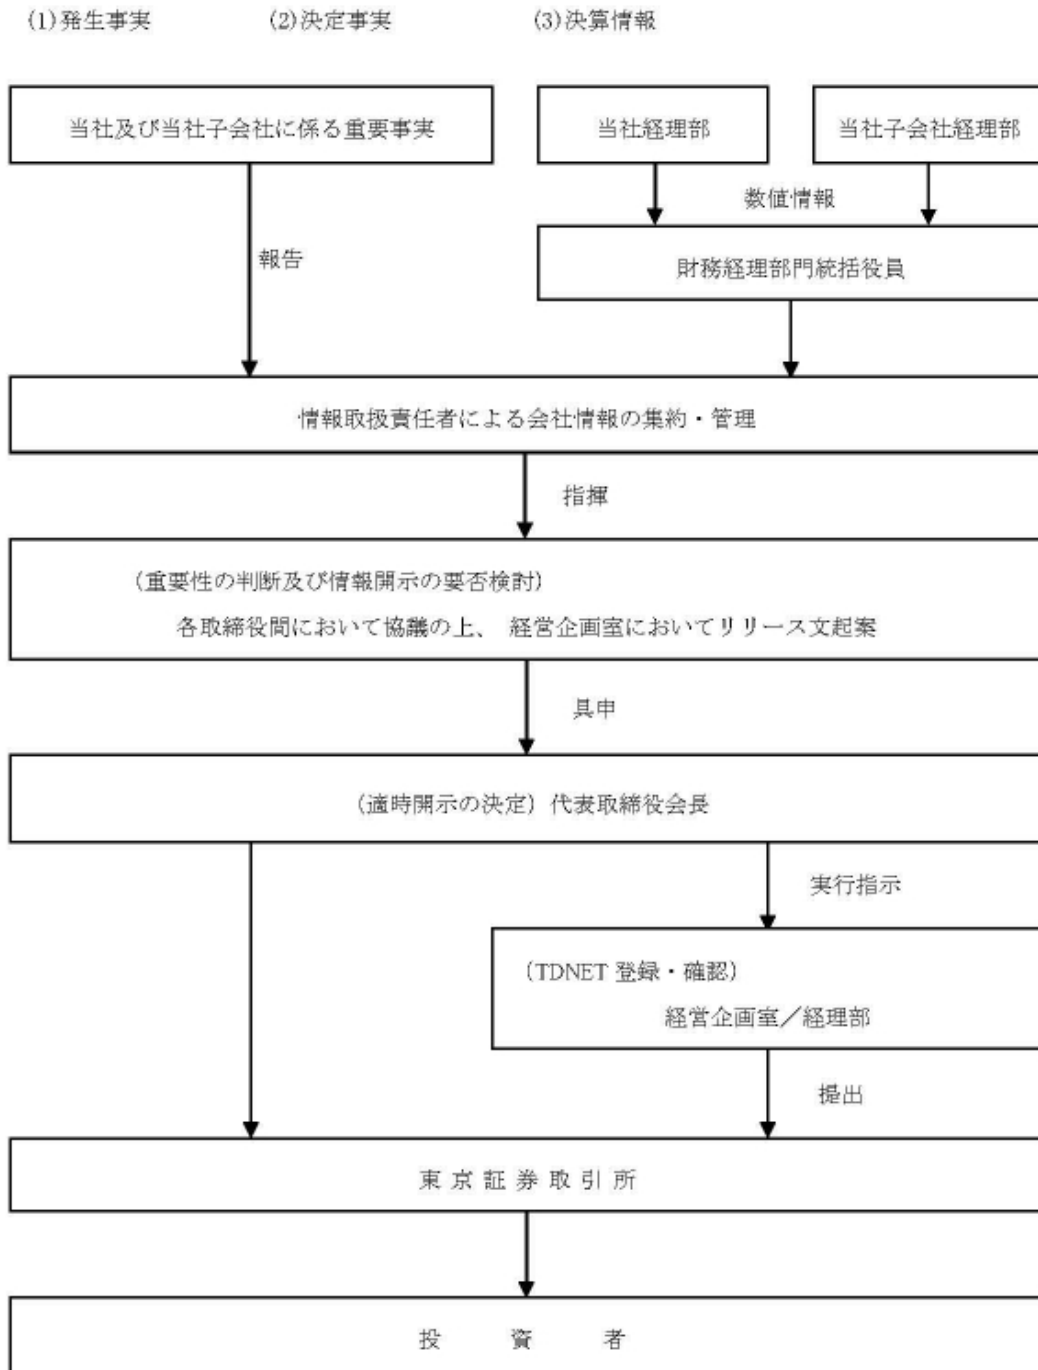 (1)発生事実 (2)決定事実 (3)決算情報
当社及び当社子会社に係る重要事実
当社経理部
当社子会社経理部
数値情報
報告
財務経理部門統括役員
情報取扱責任者による会社情報の集約・管理
指揮
(重要性の判断及び情報開示の要否検討)
各取締役間において協議の上、 経営企画室においてリリース文起案
具申
(適時開示の決定) 代表取締役会長
実行指示
(TDNET 登録・確認)
経営企画室／経理部
提出
東 京 証 券 取 引 所
投 資 者